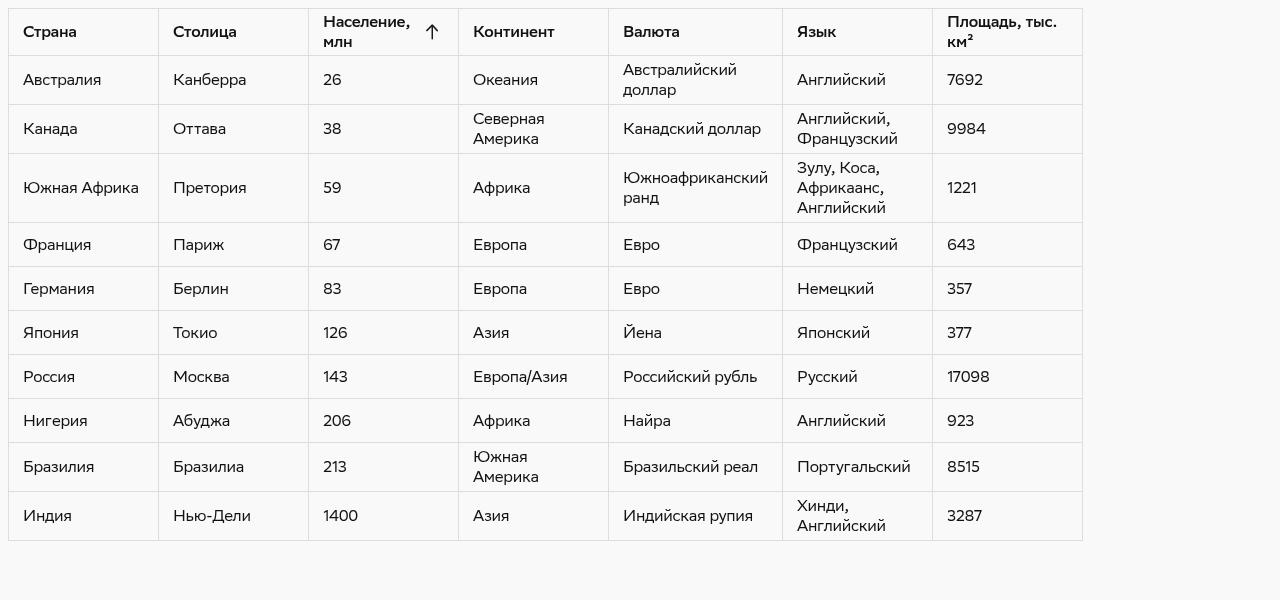 Страна Столица Население, млн Континент Валюта Язык Площадь, тыс. км²
Австралия Канберра 26 Океания Австралийский доллар Английский 7692
Канада Оттава 38 Северная Америка Канадский доллар Английский, Французский 9984
Южная Африка Претория 59 Африка Южноафриканский ранд Зулу, Коса, Африкаанс, Английский 1221
Франция Париж 67 Европа Евро Французский 643
Германия Берлин 83 Европа Евро Немецкий 357
Япония Токио 126 Азия Йена Японский 377
Россия Москва 143 Европа/Азия Российский рубль Русский 17098
Нигерия Абуджа 206 Африка Найра Английский 923
Бразилия Бразилиа 213 Южная Америка Бразильский реал Португальский 8515
Индия Нью-Дели 1400 Азия Индийская рупия Хинди, Английский 3287